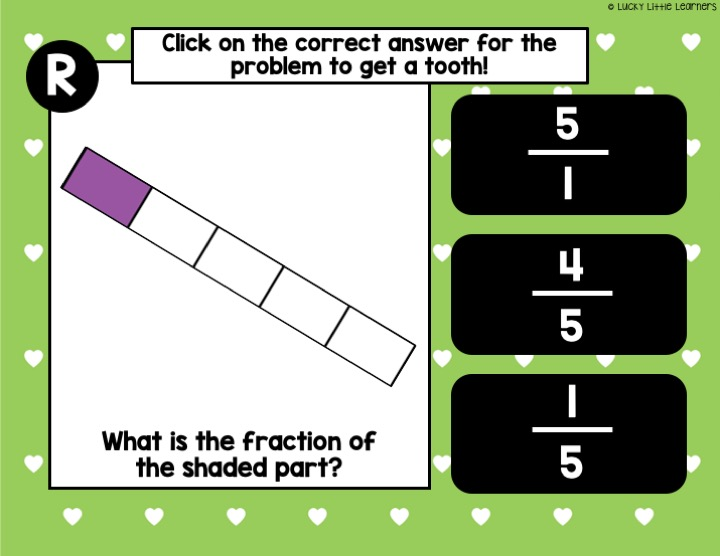 © Lucky Little Learners
R
Click on the correct answer for the
problem to get a tooth!
5
1
4
5
1
5
What is the fraction of
the shaded part?